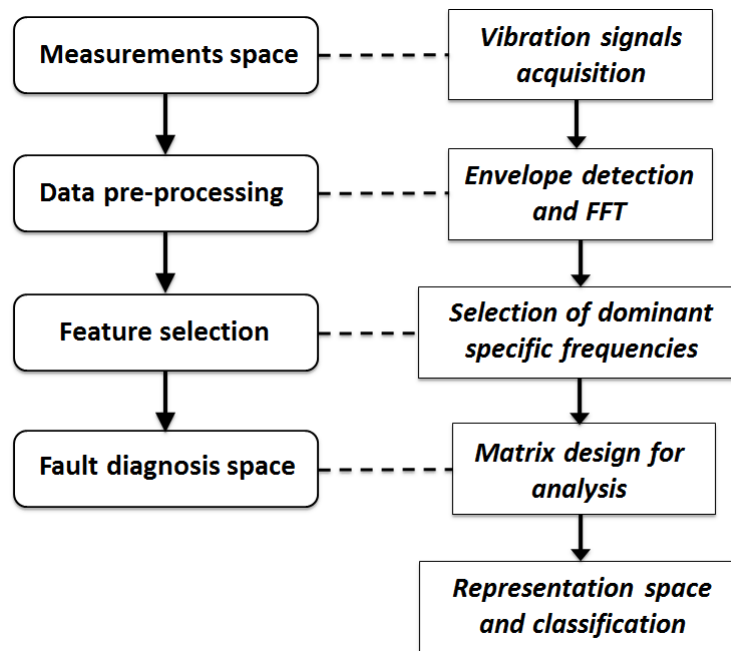 Measurements space
Vibration signals
acquisition
Data pre-processing
Envelope detection
and FFT
Feature selection
Selection of dominant
specific frequencies
Fault diagnosis space
Matrix design for
analysis
Representation space
and classification